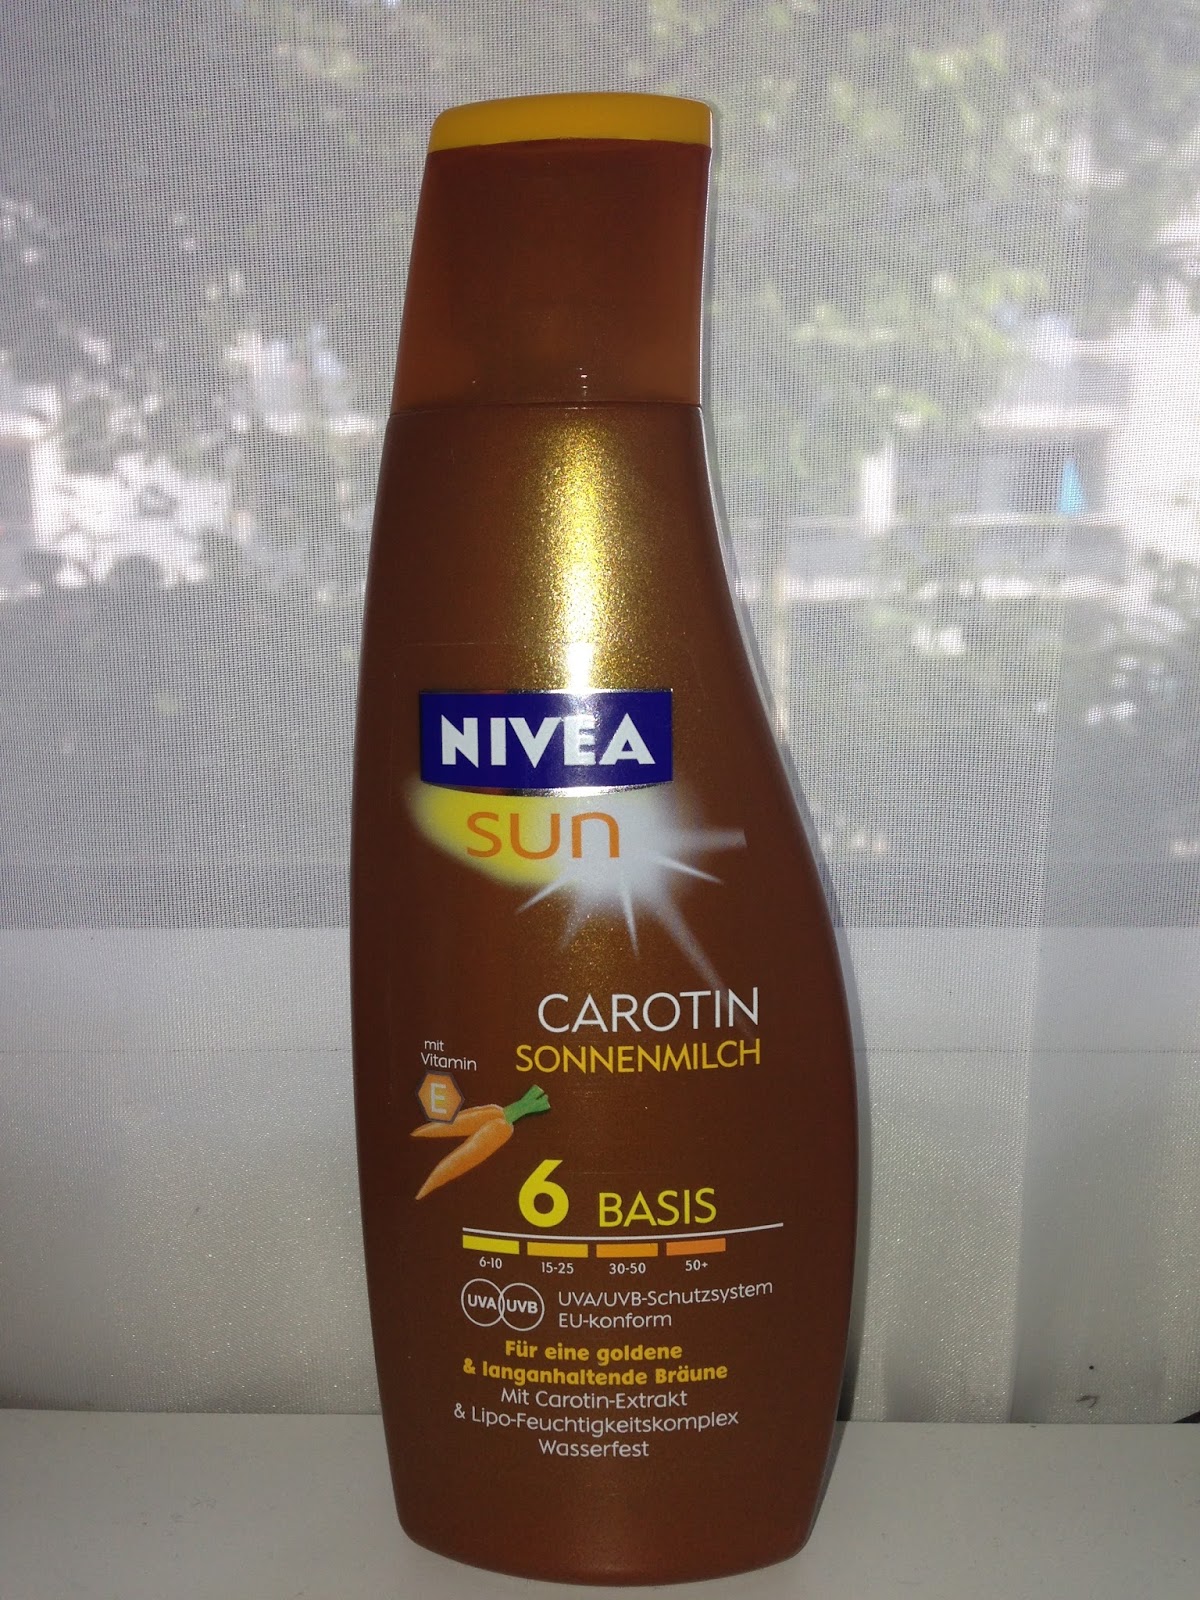 NIVEA
sun
CAROTIN
SONNENMILCH
mit
Vitamin
E
6 BASIS
6-10 15-25 30-50 50+
UVA UVB UVA/UVB-Schutzsystem
EU-konform
Für eine goldene
& langanhaltende Bräune
Mit Carotin-Extrakt
& Lipo-Feuchtigkeitskomplex
Wasserfest